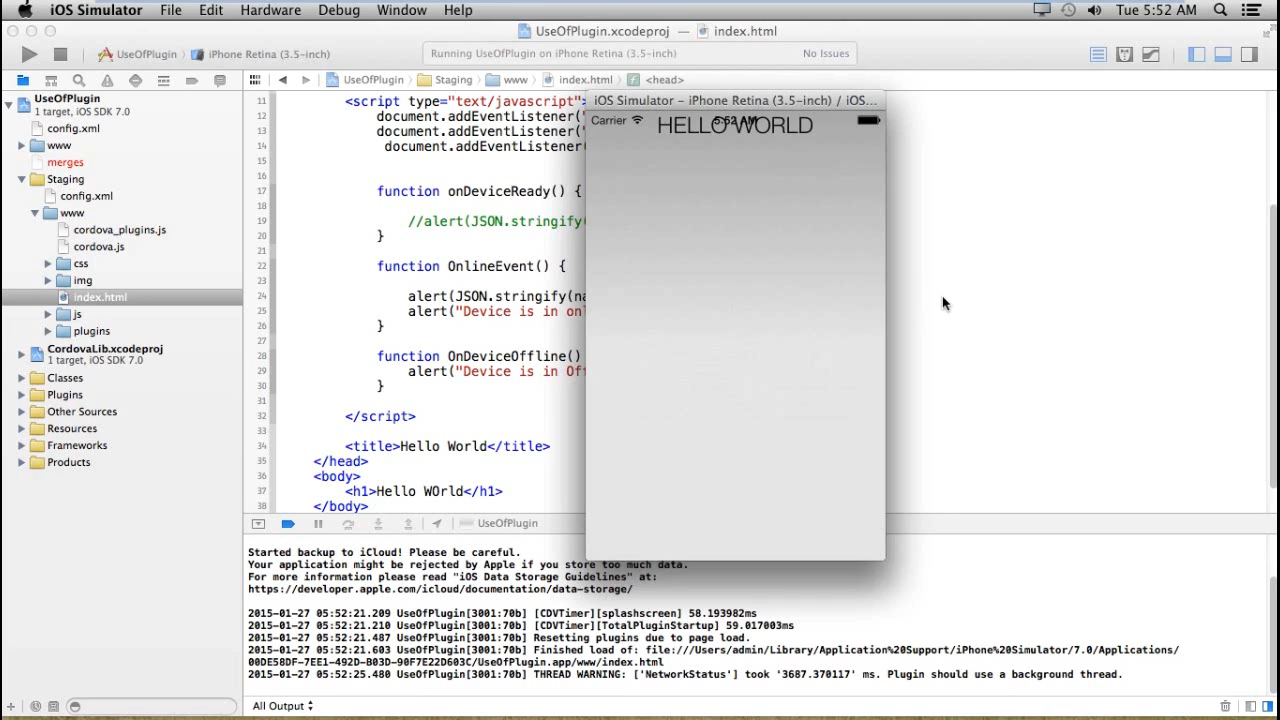 iOS Simulator File Edit Hardware Debug Window Help Tue 5:52 AM
UseOfPlugin.xcodeproj — index.html
UseOfPlugin iPhone Retina (3.5-inch) Running UseOfPlugin on iPhone Retina (3.5-inch) No Issues
UseOfPlugin Staging www index.html <head>
UseOfPlugin
1 target, iOS SDK 7.0
config.xml
www
merges
Staging
config.xml
www
cordova_plugins.js
cordova.js
css
img
index.html
js
plugins
CordovaLib.xcodeproj
1 target, iOS SDK 7.0
Classes
Plugins
Other Sources
Resources
Frameworks
Products
11 <script type="text/javascript">
12 document.addEventListener("
13 document.addEventListener("
14 document.addEventListener(
15
16
17 function onDeviceReady() {
18
19 //alert(JSON.stringify(
20 }
21
22 function OnlineEvent() {
23
24 alert(JSON.stringify(na
25 alert("Device is in onl
26 }
27
28 function OnDeviceOffline()
29 alert("Device is in Off
30 }
31
32 </script>
33
34 <title>Hello World</title>
35 </head>
36 <body>
37 <h1>Hello WOrld</h1>
38 </body>
iOS Simulator – iPhone Retina (3.5-inch) / iOS...
Carrier 5:52 AM
HELLO WORLD
UseOfPlugin
Started backup to iCloud! Please be careful.
Your application might be rejected by Apple if you store too much data.
For more information please read "iOS Data Storage Guidelines" at:
https://developer.apple.com/icloud/documentation/data-storage/
2015-01-27 05:52:21.209 UseOfPlugin[3001:70b] [CDVTimer][splashscreen] 58.193982ms
2015-01-27 05:52:21.210 UseOfPlugin[3001:70b] [CDVTimer][TotalPluginStartup] 59.017003ms
2015-01-27 05:52:21.487 UseOfPlugin[3001:70b] Resetting plugins due to page load.
2015-01-27 05:52:21.603 UseOfPlugin[3001:70b] Finished load of: file:///Users/admin/Library/Application%20Support/iPhone%20Simulator/7.0/Applications/
00DE58DF-7EE1-492D-B03D-90F7E22D603C/UseOfPlugin.app/www/index.html
2015-01-27 05:52:25.480 UseOfPlugin[3001:70b] THREAD WARNING: ['NetworkStatus'] took '3687.370117' ms. Plugin should use a background thread.
All Output